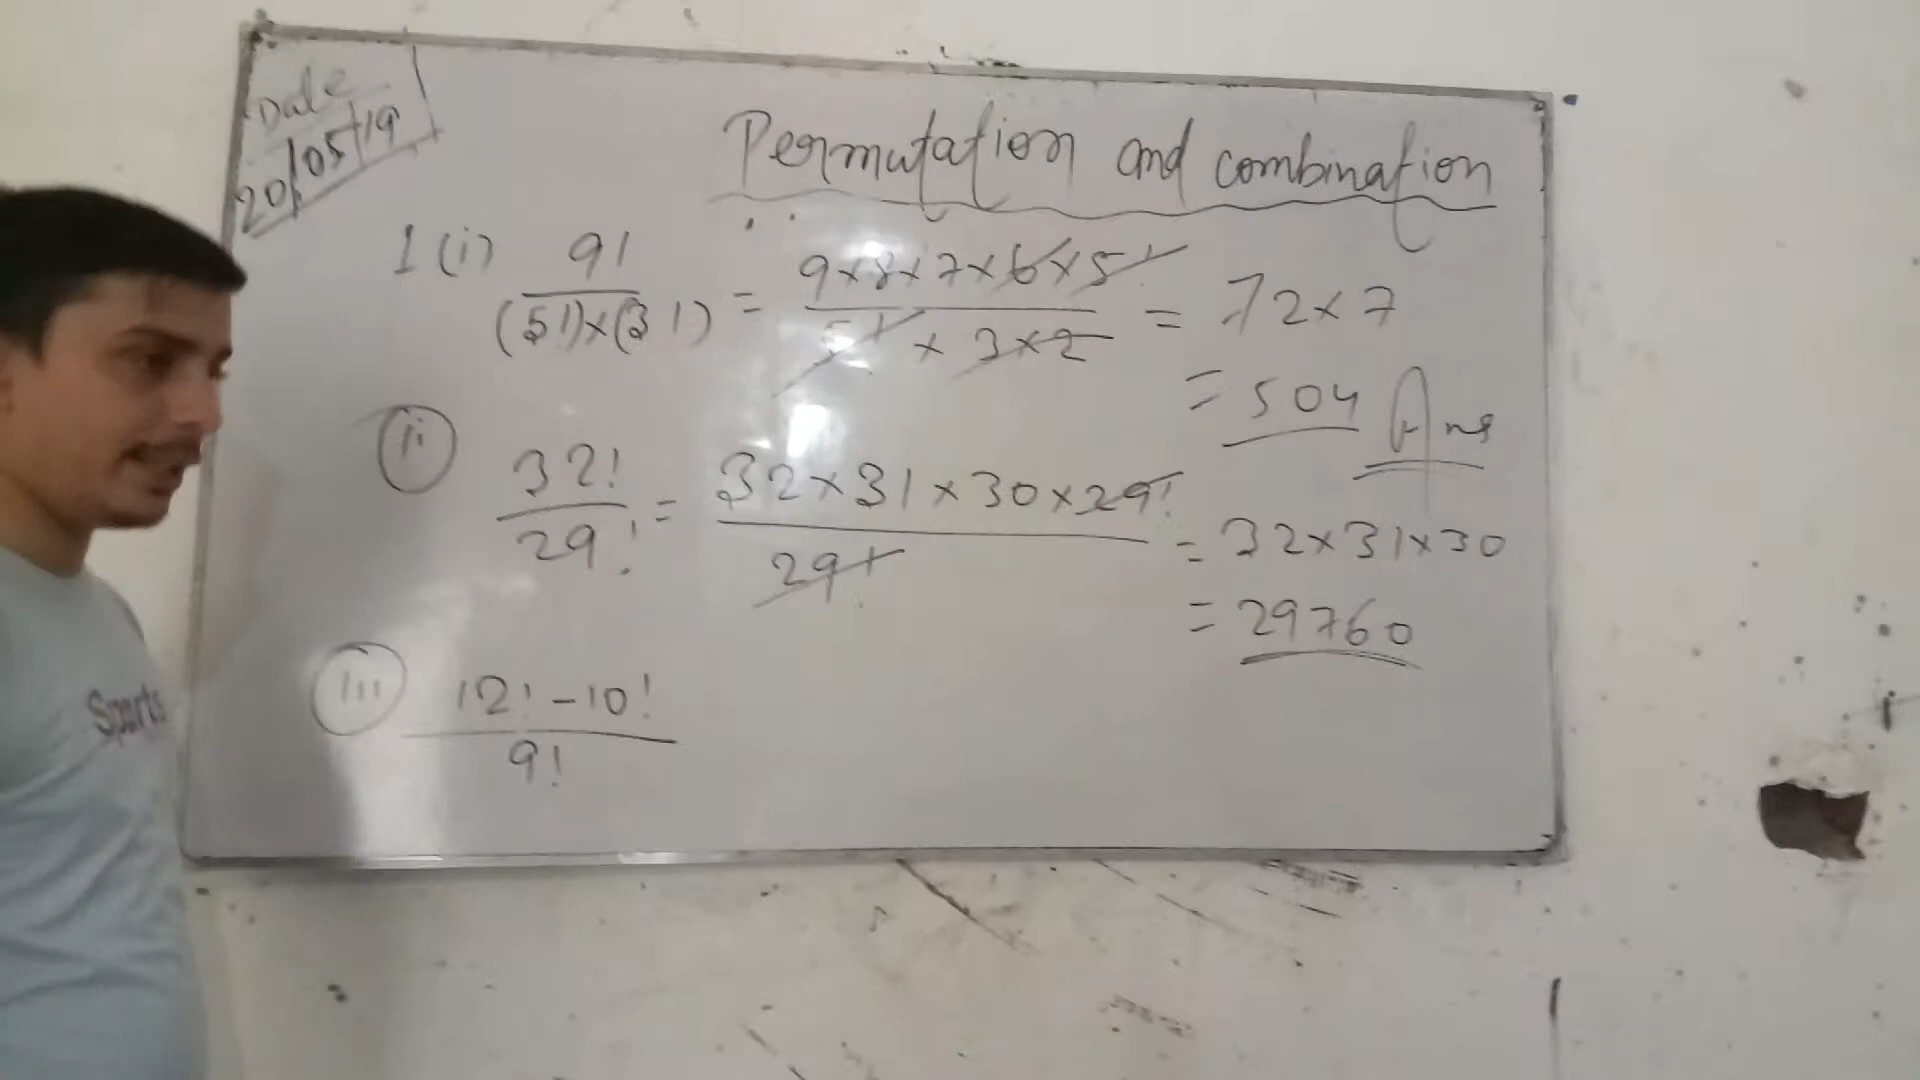 Date
20/05/19
Permutation and combination
1 (i) 9! / (5!)×(3!) = 9×8×7×6×5! / 5! × 3×2 = 72×7
= 504 Ans
(ii) 32! / 29! = 32×31×30×29! / 29! = 32×31×30
= 29760
(iii) 12! - 10! / 9!
Sports